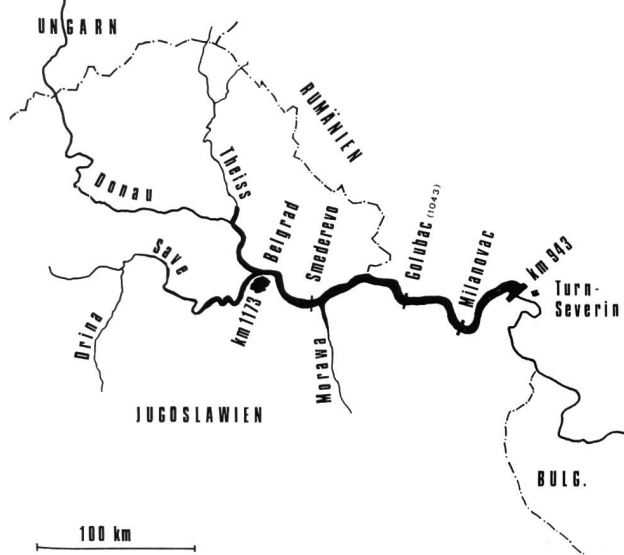 UNGARN
RUMÄNIEN
Theiss
Donau
Save
Belgrad
Smederevo
Golubac (1043)
Milanovac
km 943
Turn-
Severin
km 1173
Drina
Morawa
JUGOSLAWIEN
BULG.
100 km